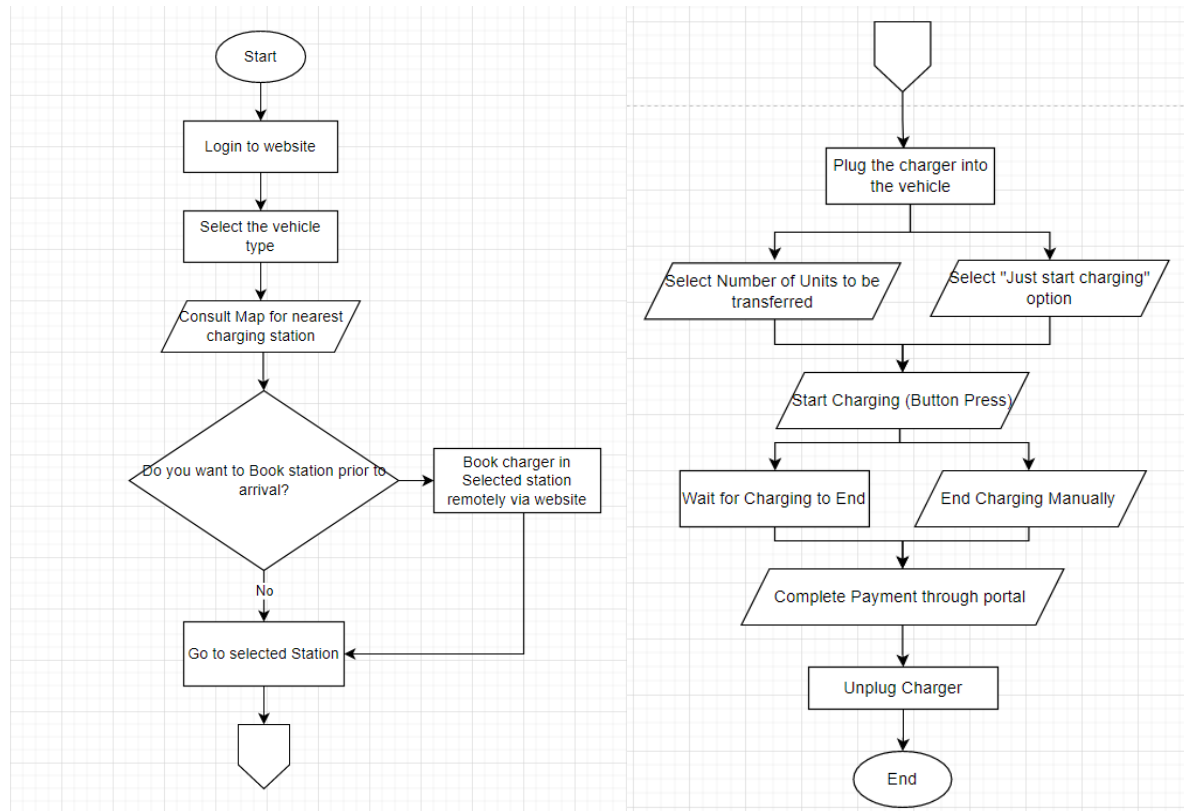 Start
Login to website
Select the vehicle
type
Consult Map for nearest
charging station
Do you want to Book station prior to
arrival?
Book charger in
Selected station
remotely via website
No
Go to selected Station
Plug the charger into
the vehicle
Select Number of Units to be
transferred
Select "Just start charging"
option
Start Charging (Button Press)
Wait for Charging to End
End Charging Manually
Complete Payment through portal
Unplug Charger
End